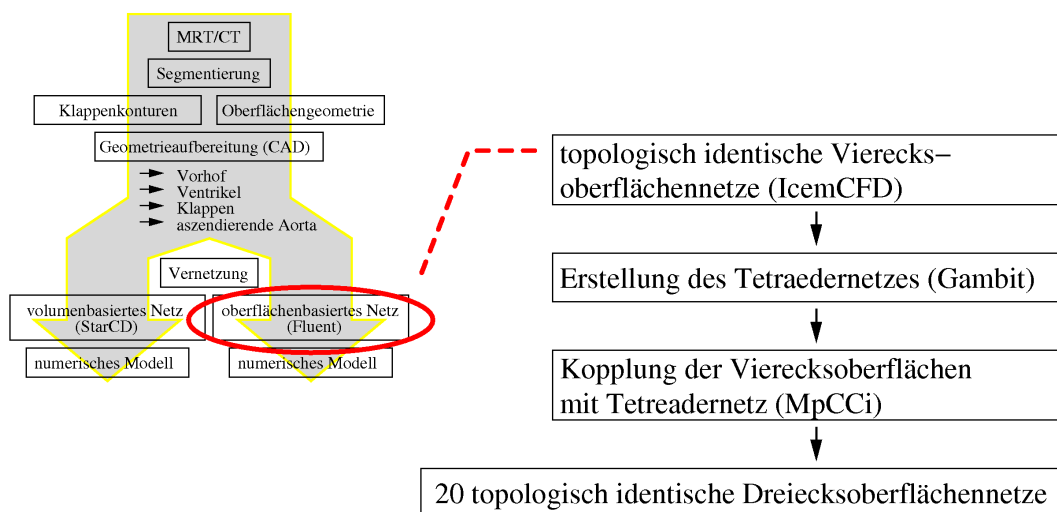 MRT/CT
Segmentierung
Klappenkonturen
Oberflächengeometrie
Geometrieaufbereitung (CAD)
Vorhof
Ventrikel
Klappen
aszendierende Aorta
Vernetzung
volumenbasiertes Netz
(StarCD)
oberflächenbasiertes Netz
(Fluent)
numerisches Modell
numerisches Modell
topologisch identische Vierecks−
oberflächennetze (IcemCFD)
Erstellung des Tetraedernetzes (Gambit)
Kopplung der Vierecksoberflächen
mit Tetreadernetz (MpCCi)
20 topologisch identische Dreiecksoberflächennetze